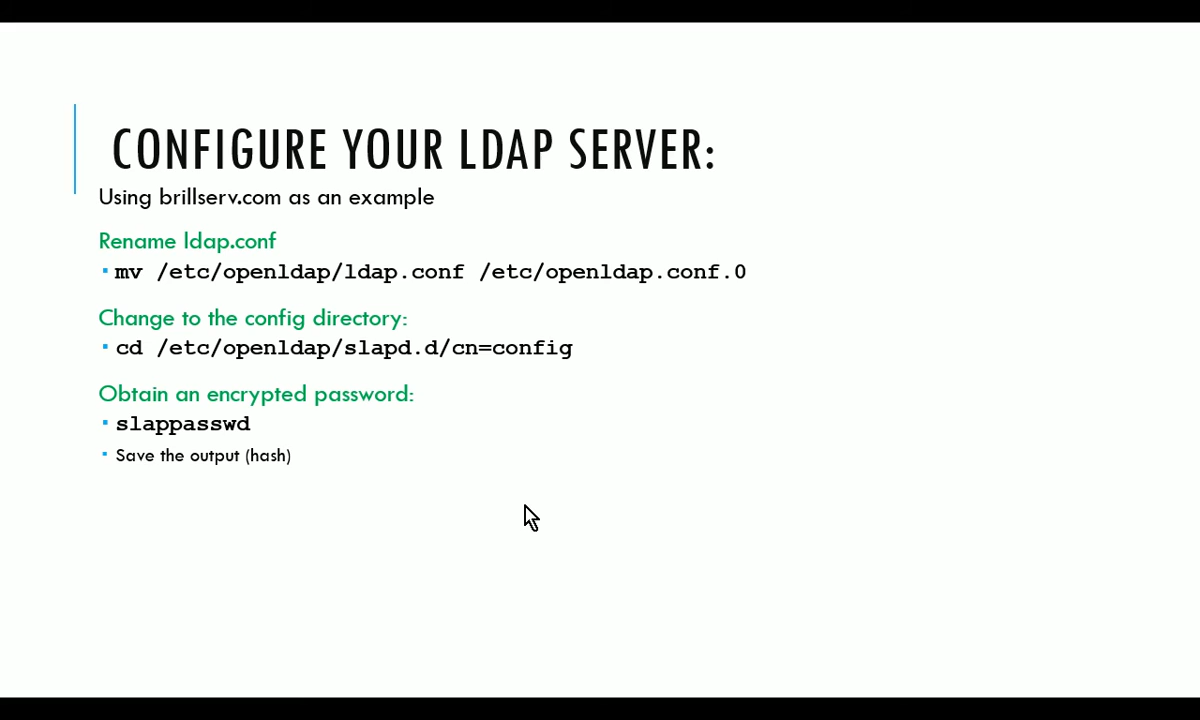 CONFIGURE YOUR LDAP SERVER:
Using brillserv.com as an example
Rename ldap.conf
▪ mv /etc/openldap/ldap.conf /etc/openldap.conf.0
Change to the config directory:
▪ cd /etc/openldap/slapd.d/cn=config
Obtain an encrypted password:
▪ slappasswd
▪ Save the output (hash)